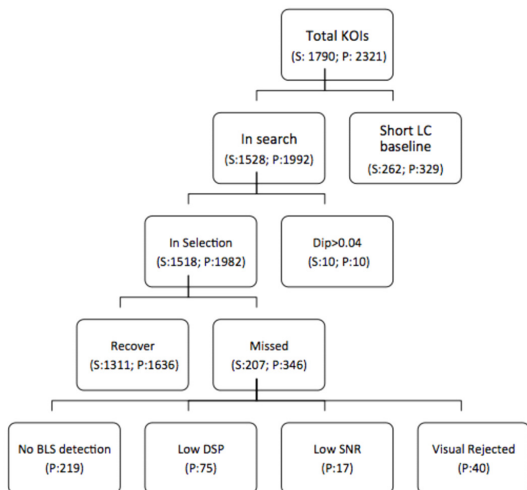 Total KOIs
(S: 1790; P: 2321)
In search
(S:1528; P:1992)
Short LC
baseline
(S:262; P:329)
In Selection
(S:1518; P:1982)
Dip>0.04
(S:10; P:10)
Recover
(S:1311; P:1636)
Missed
(S:207; P:346)
No BLS detection
(P:219)
Low DSP
(P:75)
Low SNR
(P:17)
Visual Rejected
(P:40)